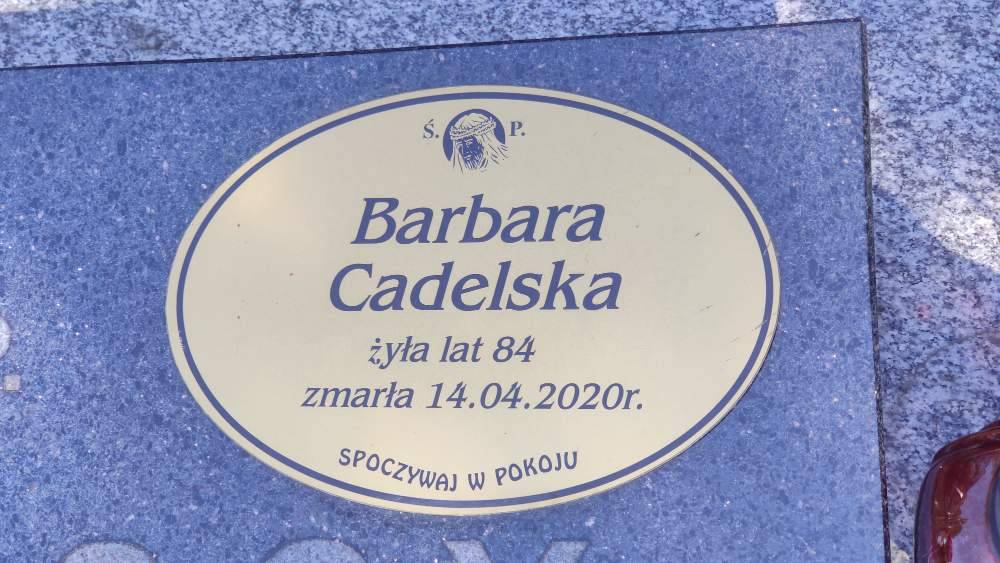 Ś. P.
Barbara
Cadelska
żyła lat 84
zmarła 14.04.2020r.
SPOCZYWAJ W POKOJU